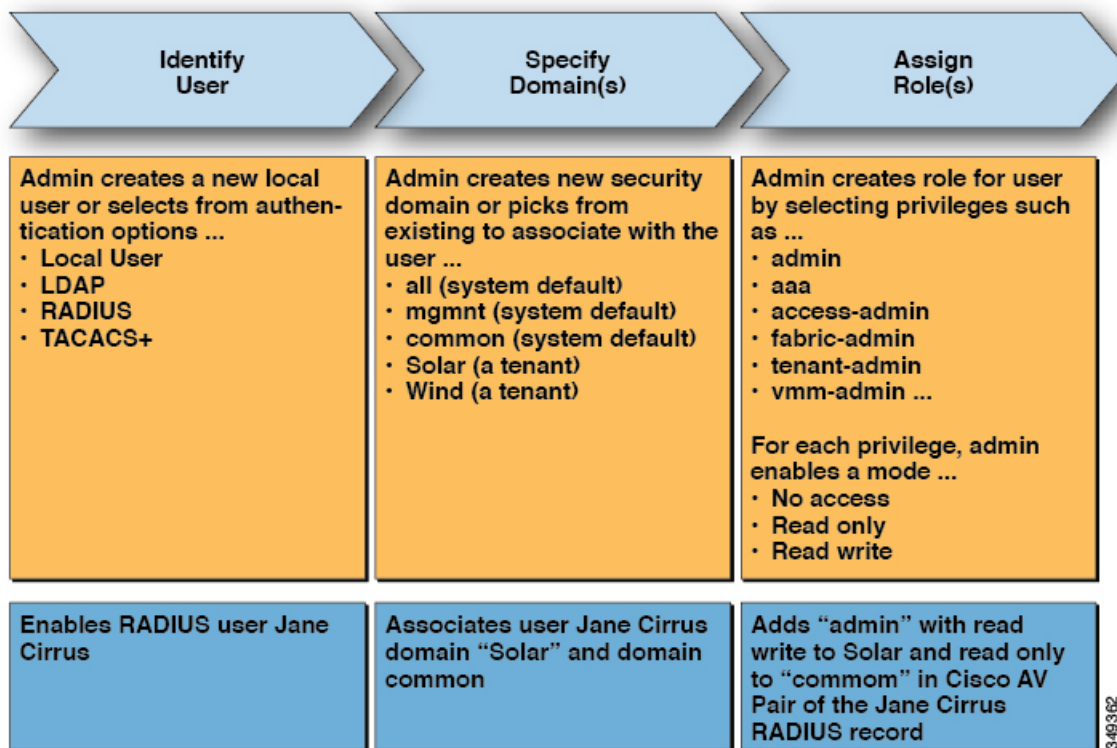 Identify
User
Specify
Domain(s)
Assign
Role(s)
Admin creates a new local
user or selects from authen-
tication options ...
• Local User
• LDAP
• RADIUS
• TACACS+
Admin creates new security
domain or picks from
existing to associate with the
user ...
• all (system default)
• mgmnt (system default)
• common (system default)
• Solar (a tenant)
• Wind (a tenant)
Admin creates role for user
by selecting privileges such
as ...
• admin
• aaa
• access-admin
• fabric-admin
• tenant-admin
• vmm-admin ...
For each privilege, admin
enables a mode ...
• No access
• Read only
• Read write
Enables RADIUS user Jane
Cirrus
Associates user Jane Cirrus
domain “Solar” and domain
common
Adds “admin” with read
write to Solar and read only
to “commom” in Cisco AV
Pair of the Jane Cirrus
RADIUS record
349362